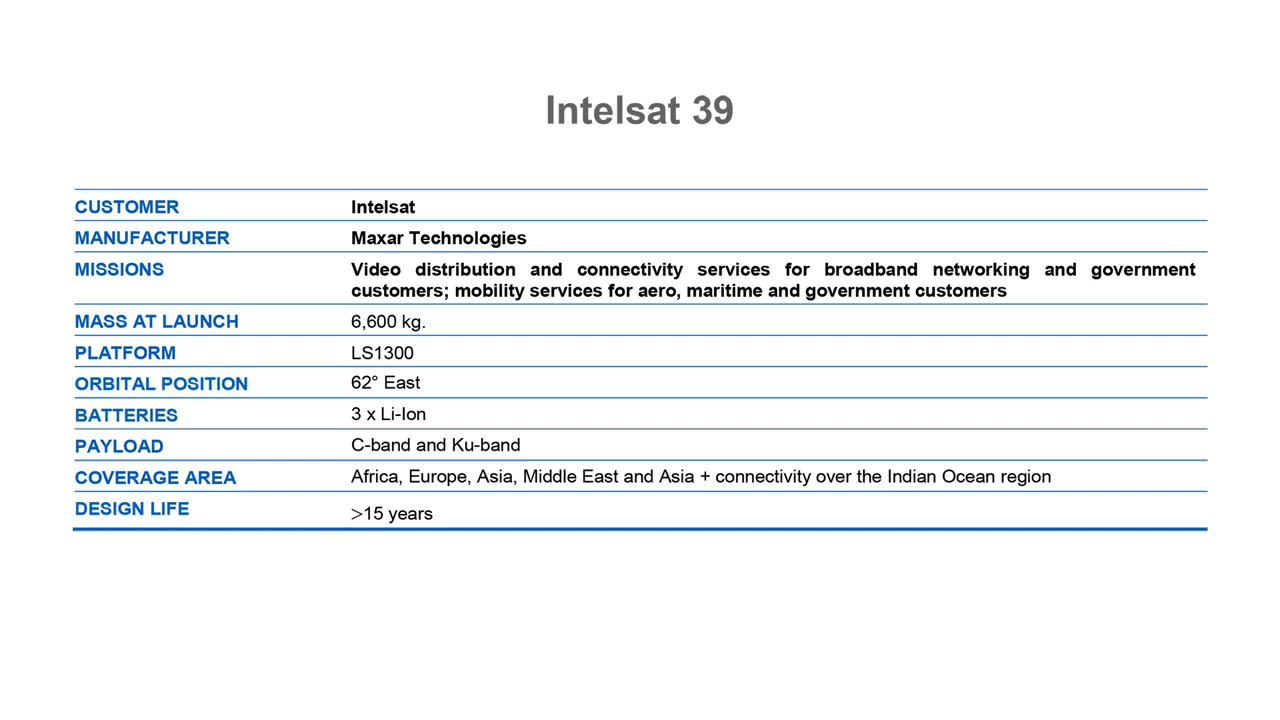 Intelsat 39
CUSTOMER Intelsat
MANUFACTURER Maxar Technologies
MISSIONS Video distribution and connectivity services for broadband networking and government
customers; mobility services for aero, maritime and government customers
MASS AT LAUNCH 6,600 kg.
PLATFORM LS1300
ORBITAL POSITION 62° East
BATTERIES 3 x Li-Ion
PAYLOAD C-band and Ku-band
COVERAGE AREA Africa, Europe, Asia, Middle East and Asia + connectivity over the Indian Ocean region
DESIGN LIFE >15 years